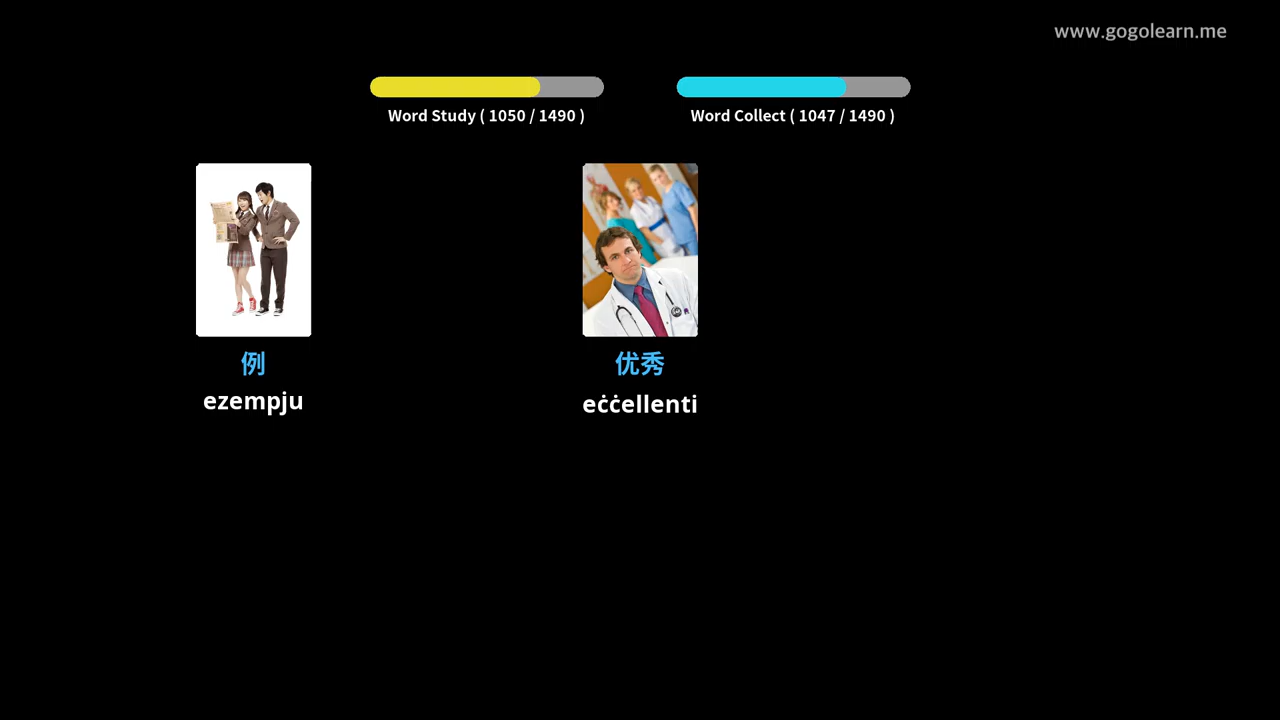 www.gogolearn.me
Word Study ( 1050 / 1490 )
Word Collect ( 1047 / 1490 )
例
ezempju
优秀
eċċellenti